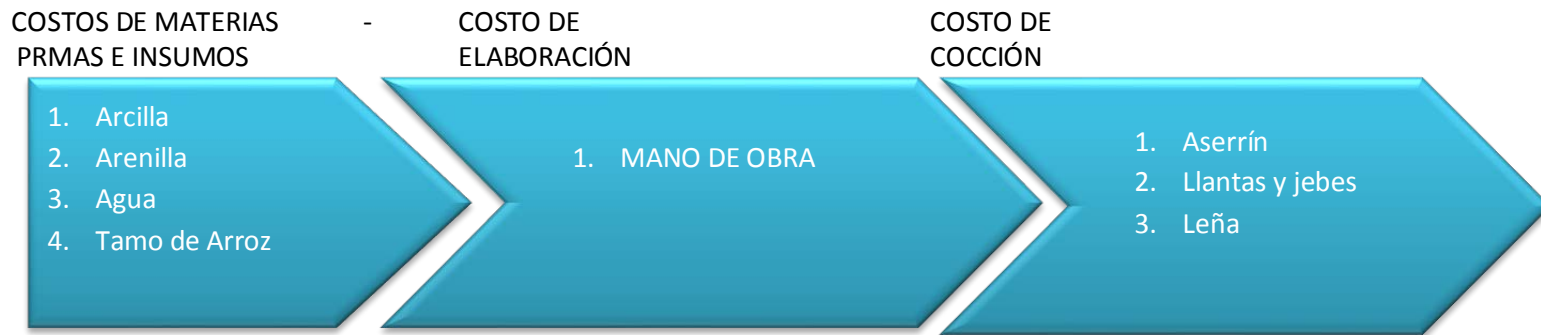 COSTOS DE MATERIAS -
PRMAS E INSUMOS
COSTO DE
ELABORACIÓN
COSTO DE
COCCIÓN
1. Arcilla
2. Arenilla
3. Agua
4. Tamo de Arroz
1. MANO DE OBRA
1. Aserrín
2. Llantas y jebes
3. Leña